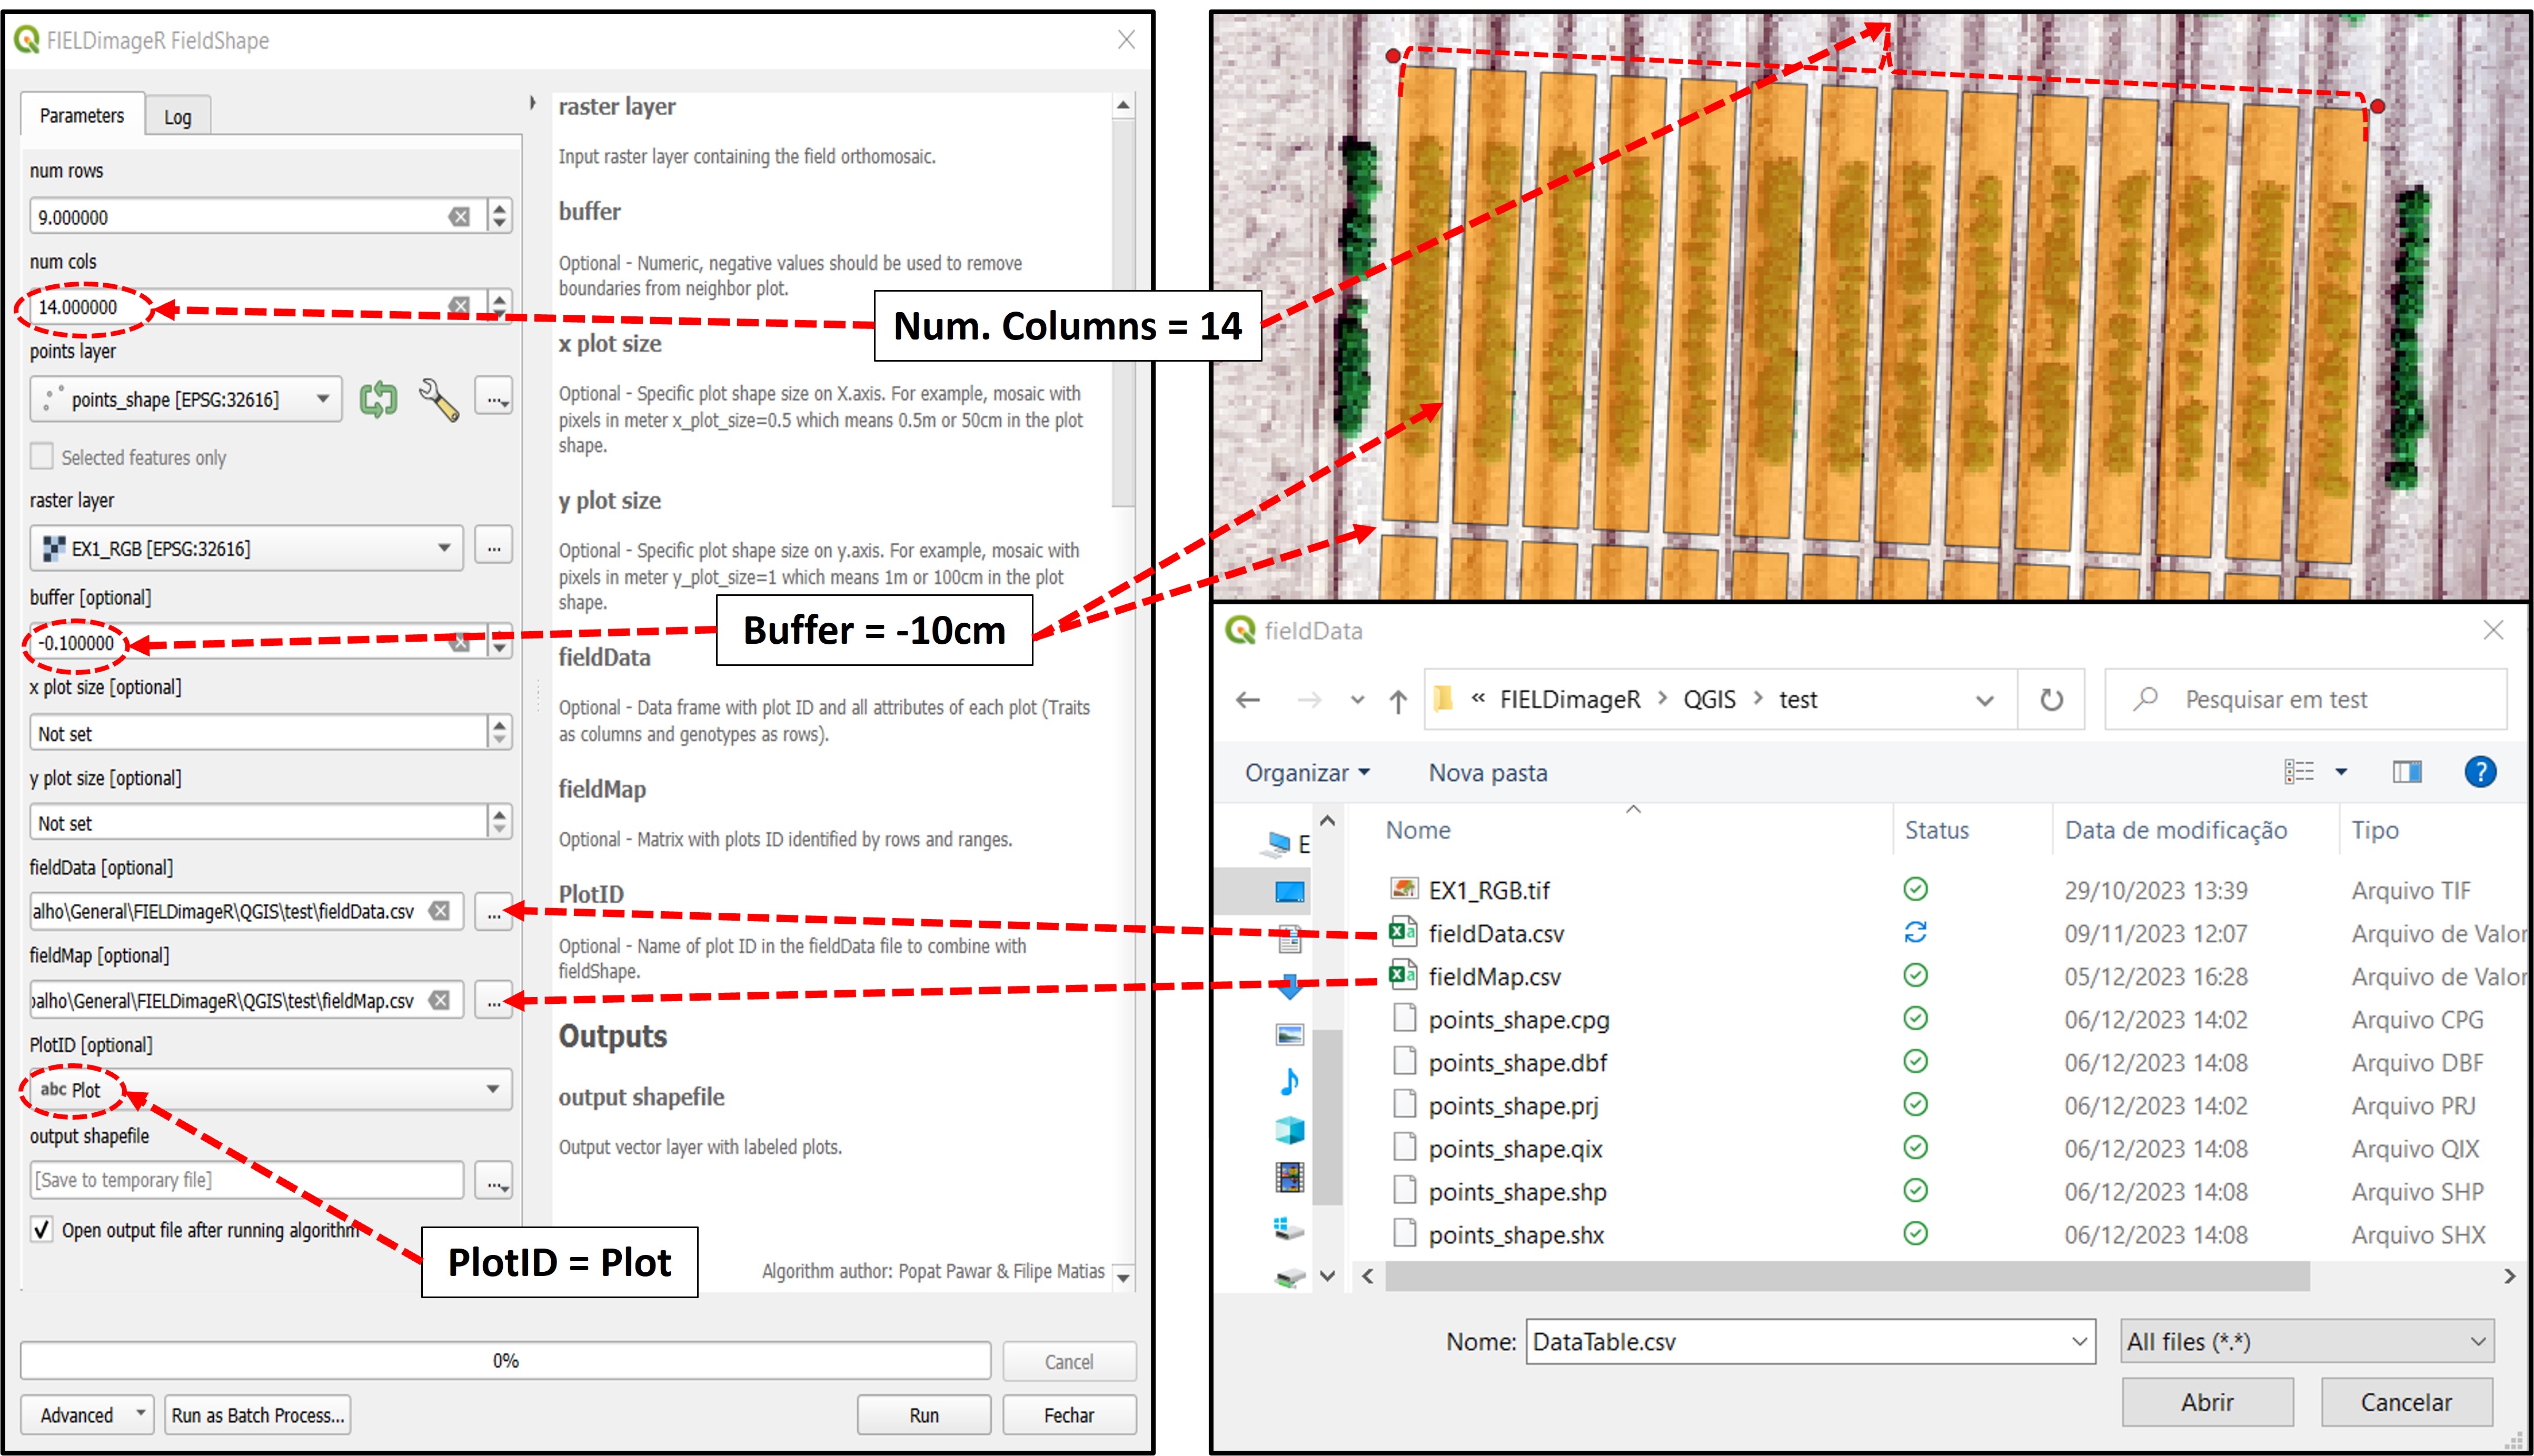 FIELDimageR FieldShape
Parameters
Log
num rows
9.000000
num cols
14.000000
points layer
points_shape [EPSG:32616]
...
Selected features only
raster layer
EX1_RGB [EPSG:32616]
...
buffer [optional]
-0.100000
x plot size [optional]
Not set
y plot size [optional]
Not set
fieldData [optional]
alho\General\FIELDimageR\QGIS\test\fieldData.csv
...
fieldMap [optional]
alho\General\FIELDimageR\QGIS\test\fieldMap.csv
...
PlotID [optional]
abc Plot
output shapefile
[Save to temporary file]
...
Open output file after running algorithm
raster layer
Input raster layer containing the field orthomosaic.
buffer
Optional - Numeric, negative values should be used to remove
boundaries from neighbor plot.
x plot size
Optional - Specific plot shape size on X.axis. For example, mosaic with
pixels in meter x_plot_size=0.5 which means 0.5m or 50cm in the plot
shape.
y plot size
Optional - Specific plot shape size on y.axis. For example, mosaic with
pixels in meter y_plot_size=1 which means 1m or 100cm in the plot
shape.
fieldData
Optional - Data frame with plot ID and all attributes of each plot (Traits
as columns and genotypes as rows).
fieldMap
Optional - Matrix with plots ID identified by rows and ranges.
PlotID
Optional - Name of plot ID in the fieldData file to combine with
fieldShape.
Outputs
output shapefile
Output vector layer with labeled plots.
Algorithm author: Popat Pawar & Filipe Matias
0%
Cancel
Advanced
Run as Batch Process...
Run
Fechar
Num. Columns = 14
Buffer = -10cm
PlotID = Plot
fieldData
« FIELDimageR > QGIS > test
Pesquisar em test
Organizar
Nova pasta
?
E
Nome Status Data de modificação Tipo
EX1_RGB.tif 29/10/2023 13:39 Arquivo TIF
fieldData.csv 09/11/2023 12:07 Arquivo de Valor
fieldMap.csv 05/12/2023 16:28 Arquivo de Valor
points_shape.cpg 06/12/2023 14:02 Arquivo CPG
points_shape.dbf 06/12/2023 14:08 Arquivo DBF
points_shape.prj 06/12/2023 14:02 Arquivo PRJ
points_shape.qix 06/12/2023 14:08 Arquivo QIX
points_shape.shp 06/12/2023 14:08 Arquivo SHP
points_shape.shx 06/12/2023 14:08 Arquivo SHX
Nome: DataTable.csv
All files (*.*)
Abrir
Cancelar